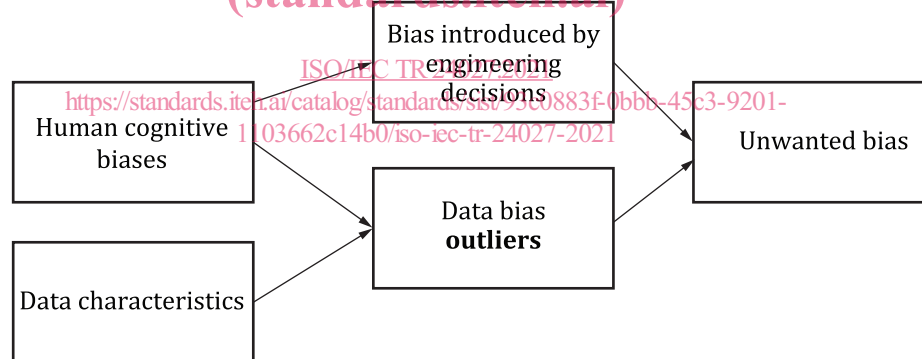 (standards.iteh.ai)
Bias introduced by
engineering
decisions
ISO/IEC TR 24027:2021
https://standards.iteh.ai/catalog/standards/sist/93c0883f-0bbb-45c3-9201-
1103662c14b0/iso-iec-tr-24027-2021
Human cognitive
biases
Unwanted bias
Data bias
outliers
Data characteristics